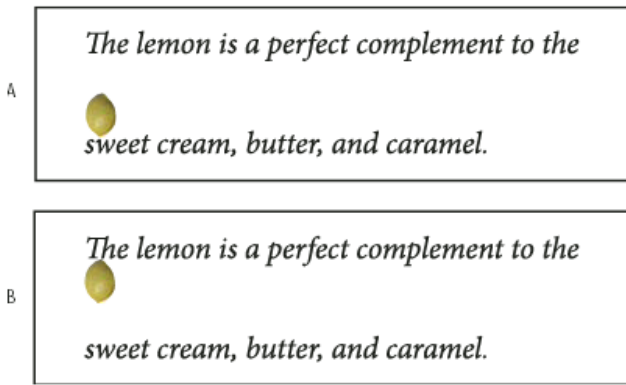 A
The lemon is a perfect complement to the
sweet cream, butter, and caramel.
B
The lemon is a perfect complement to the
sweet cream, butter, and caramel.